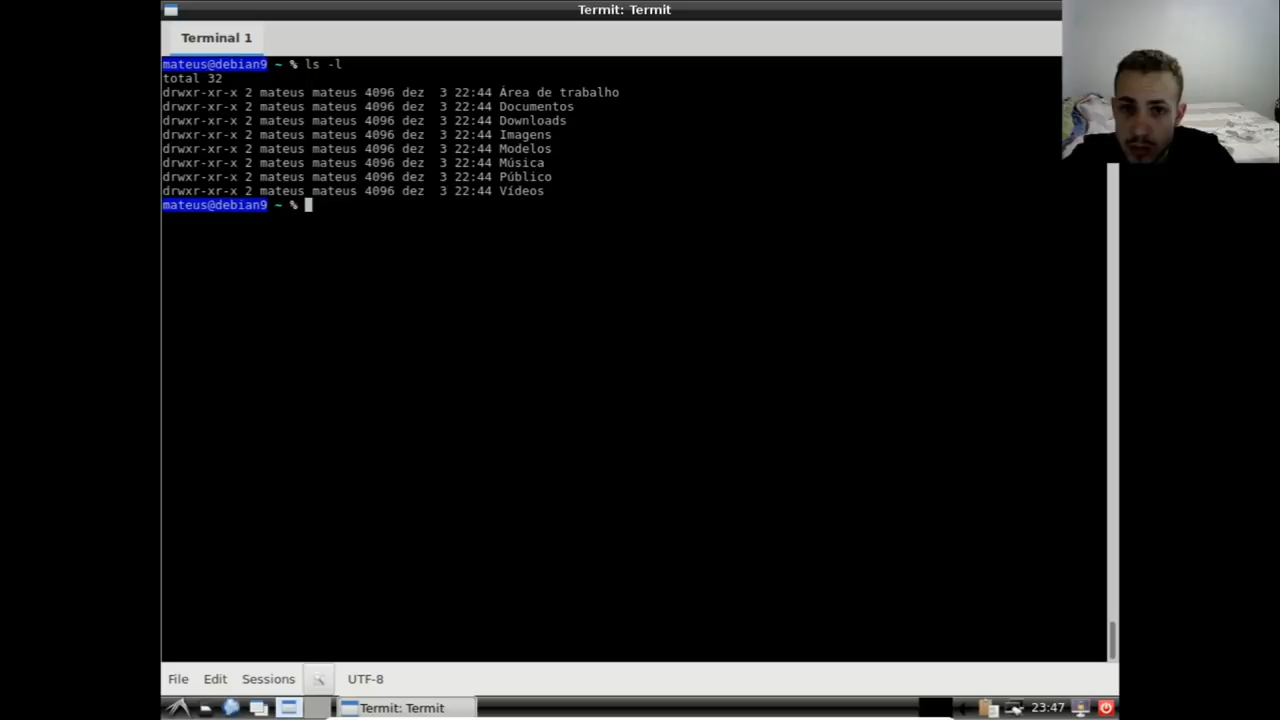 Termit: Termit
Terminal 1
mateus@debian9 ~ % ls -l
total 32
drwxr-xr-x 2 mateus mateus 4096 dez  3 22:44 Área de trabalho
drwxr-xr-x 2 mateus mateus 4096 dez  3 22:44 Documentos
drwxr-xr-x 2 mateus mateus 4096 dez  3 22:44 Downloads
drwxr-xr-x 2 mateus mateus 4096 dez  3 22:44 Imagens
drwxr-xr-x 2 mateus mateus 4096 dez  3 22:44 Modelos
drwxr-xr-x 2 mateus mateus 4096 dez  3 22:44 Música
drwxr-xr-x 2 mateus mateus 4096 dez  3 22:44 Público
drwxr-xr-x 2 mateus mateus 4096 dez  3 22:44 Vídeos
mateus@debian9 ~ %
File Edit Sessions UTF-8
Termit: Termit 23:47